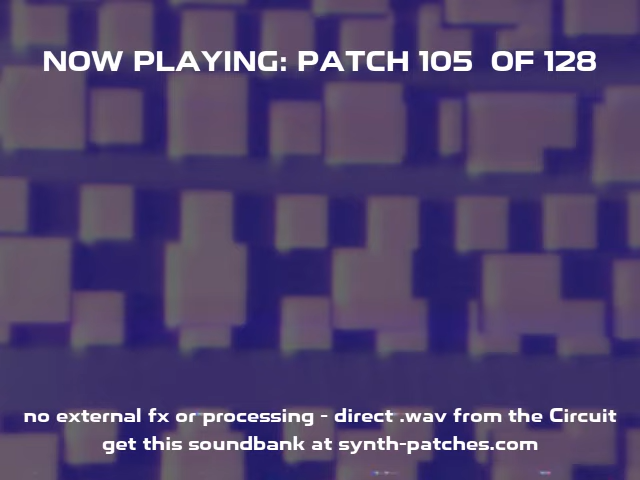 NOW PLAYING: PATCH 105 OF 128
no external fx or processing - direct .wav from the Circuit
get this soundbank at synth-patches.com